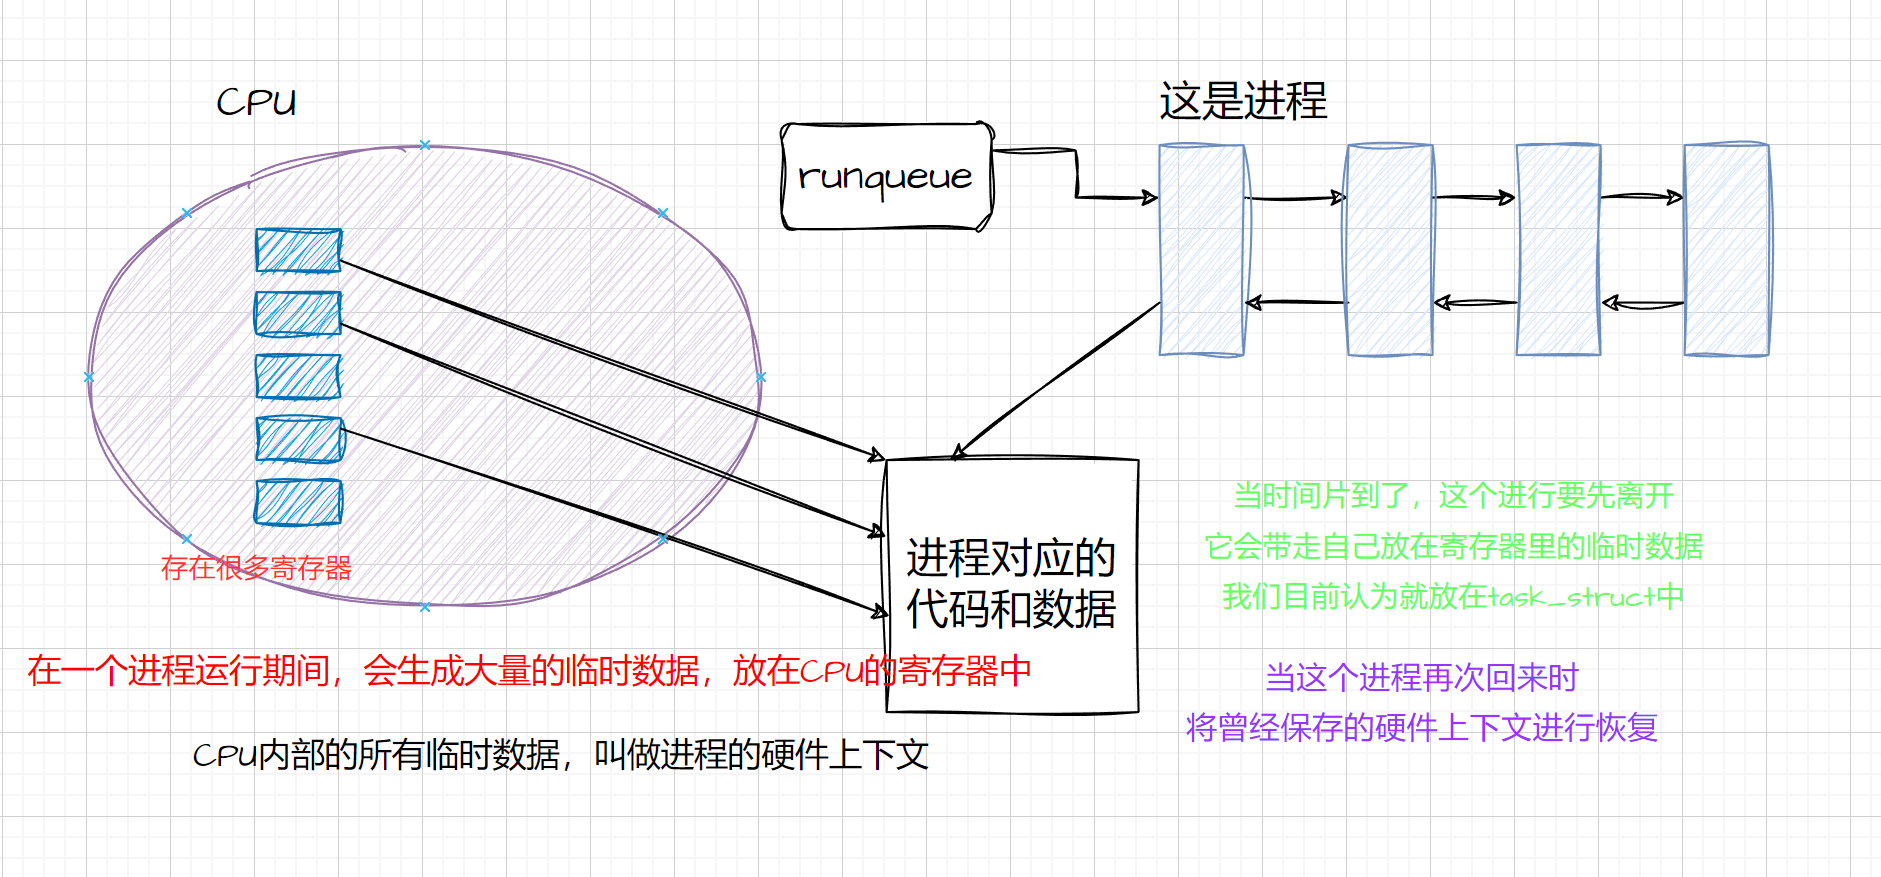 CPU
这是进程
runqueue
存在很多寄存器
进程对应的
代码和数据
在一个进程运行期间，会生成大量的临时数据，放在CPU的寄存器中
CPU内部的所有临时数据，叫做进程的硬件上下文
当时间片到了，这个进行要先离开
它会带走自己放在寄存器里的临时数据
我们目前认为就放在task_struct中
当这个进程再次回来时
将曾经保存的硬件上下文进行恢复